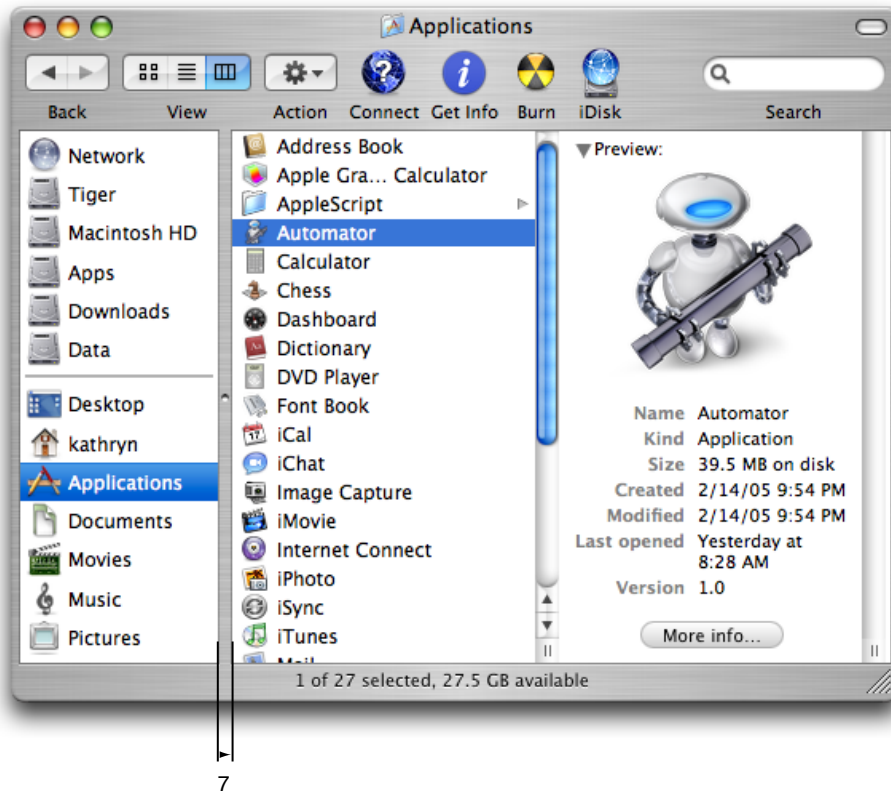 Applications
Back View Action Connect Get Info Burn iDisk Search
Network
Tiger
Macintosh HD
Apps
Downloads
Data
Desktop
kathryn
Applications
Documents
Movies
Music
Pictures
Address Book
Apple Gra... Calculator
AppleScript
Automator
Calculator
Chess
Dashboard
Dictionary
DVD Player
Font Book
iCal
iChat
Image Capture
iMovie
Internet Connect
iPhoto
iSync
iTunes
Mail
Preview:
Name Automator
Kind Application
Size 39.5 MB on disk
Created 2/14/05 9:54 PM
Modified 2/14/05 9:54 PM
Last opened Yesterday at
8:28 AM
Version 1.0
More info...
1 of 27 selected, 27.5 GB available
7